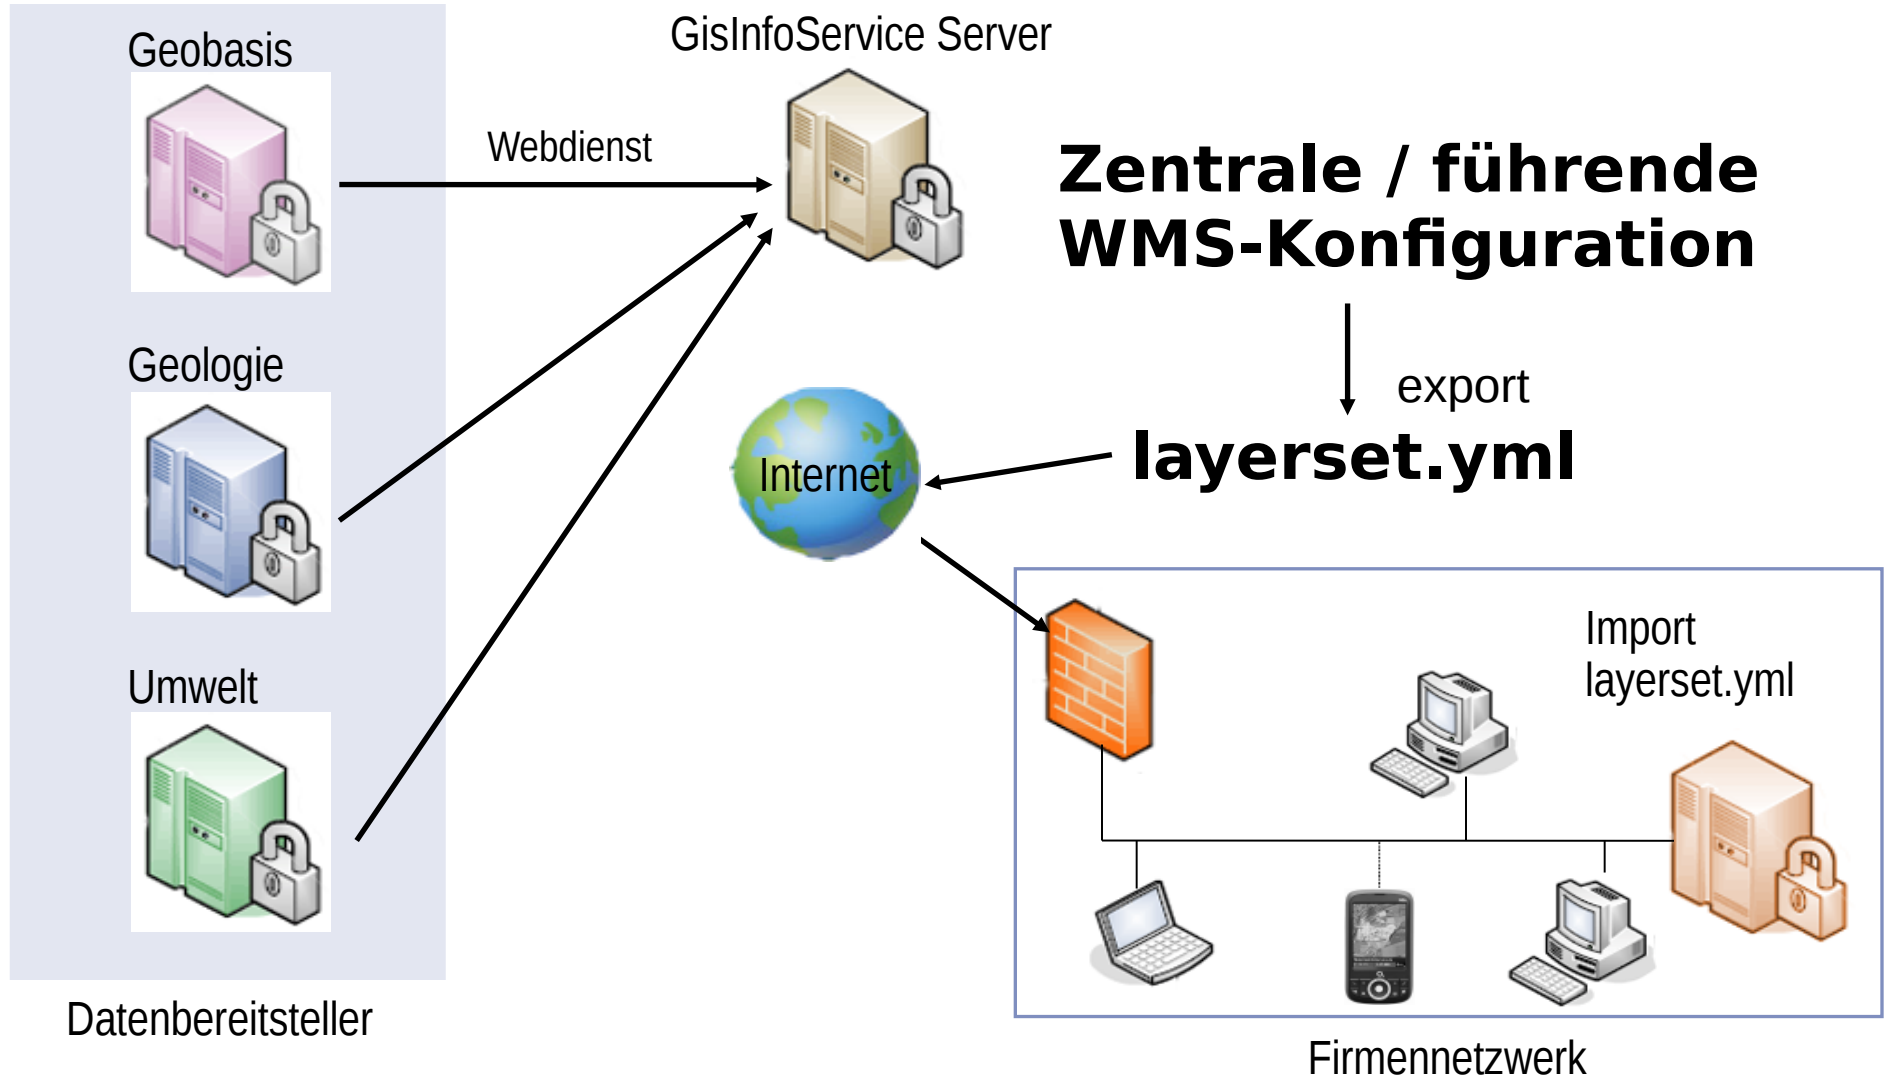 Geobasis
GisInfoService Server
Webdienst
Zentrale / führende
WMS-Konfiguration
Geologie
export
layerset.yml
Internet
Import
layerset.yml
Umwelt
Datenbereitsteller
Firmennetzwerk